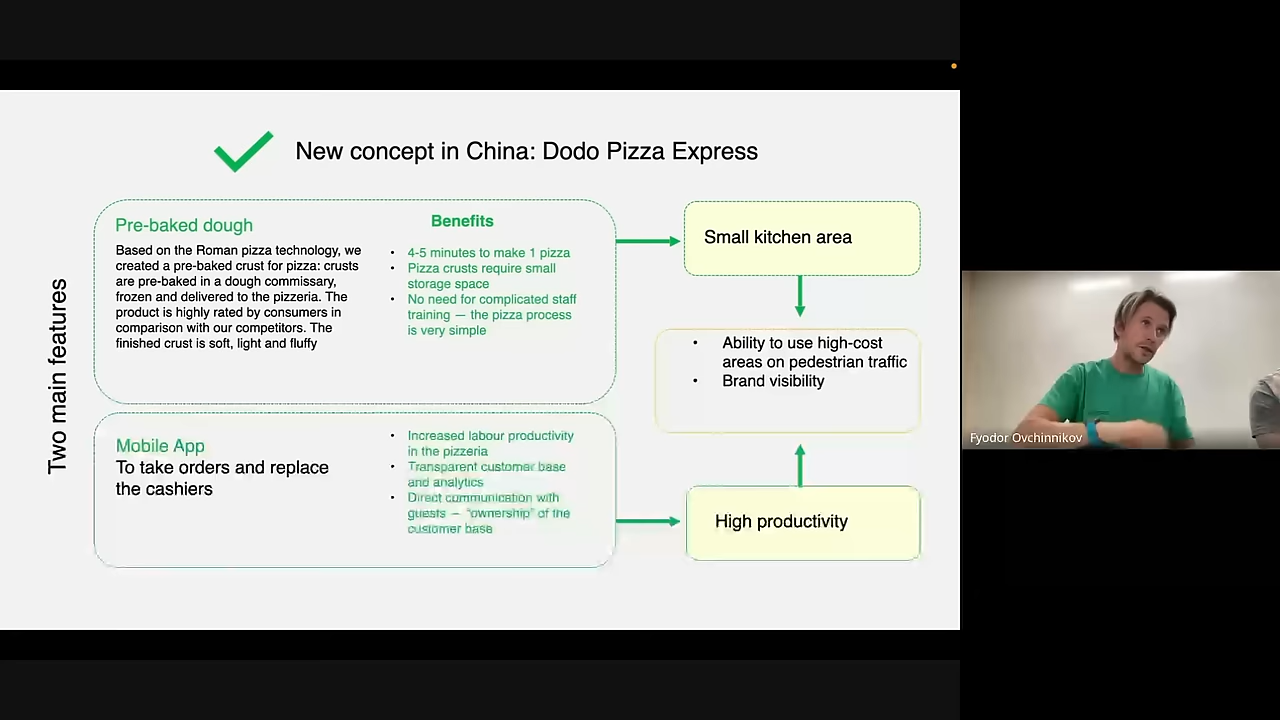 New concept in China: Dodo Pizza Express
Two main features
Pre-baked dough
Based on the Roman pizza technology, we
created a pre-baked crust for pizza: crusts
are pre-baked in a dough commissary,
frozen and delivered to the pizzeria. The
product is highly rated by consumers in
comparison with our competitors. The
finished crust is soft, light and fluffy
Benefits
• 4-5 minutes to make 1 pizza
• Pizza crusts require small
storage space
• No need for complicated staff
training — the pizza process
is very simple
Small kitchen area
• Ability to use high-cost
areas on pedestrian traffic
• Brand visibility
Mobile App
To take orders and replace
the cashiers
• Increased labour productivity
in the pizzeria
• Transparent customer base
and analytics
• Direct communication with
guests — "ownership" of the
customer base
High productivity
Fyodor Ovchinnikov